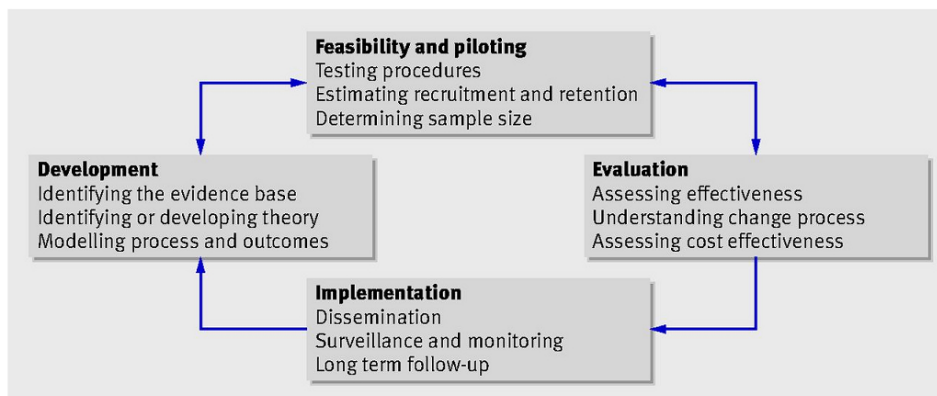 Feasibility and piloting
Testing procedures
Estimating recruitment and retention
Determining sample size
Development
Identifying the evidence base
Identifying or developing theory
Modelling process and outcomes
Evaluation
Assessing effectiveness
Understanding change process
Assessing cost effectiveness
Implementation
Dissemination
Surveillance and monitoring
Long term follow-up